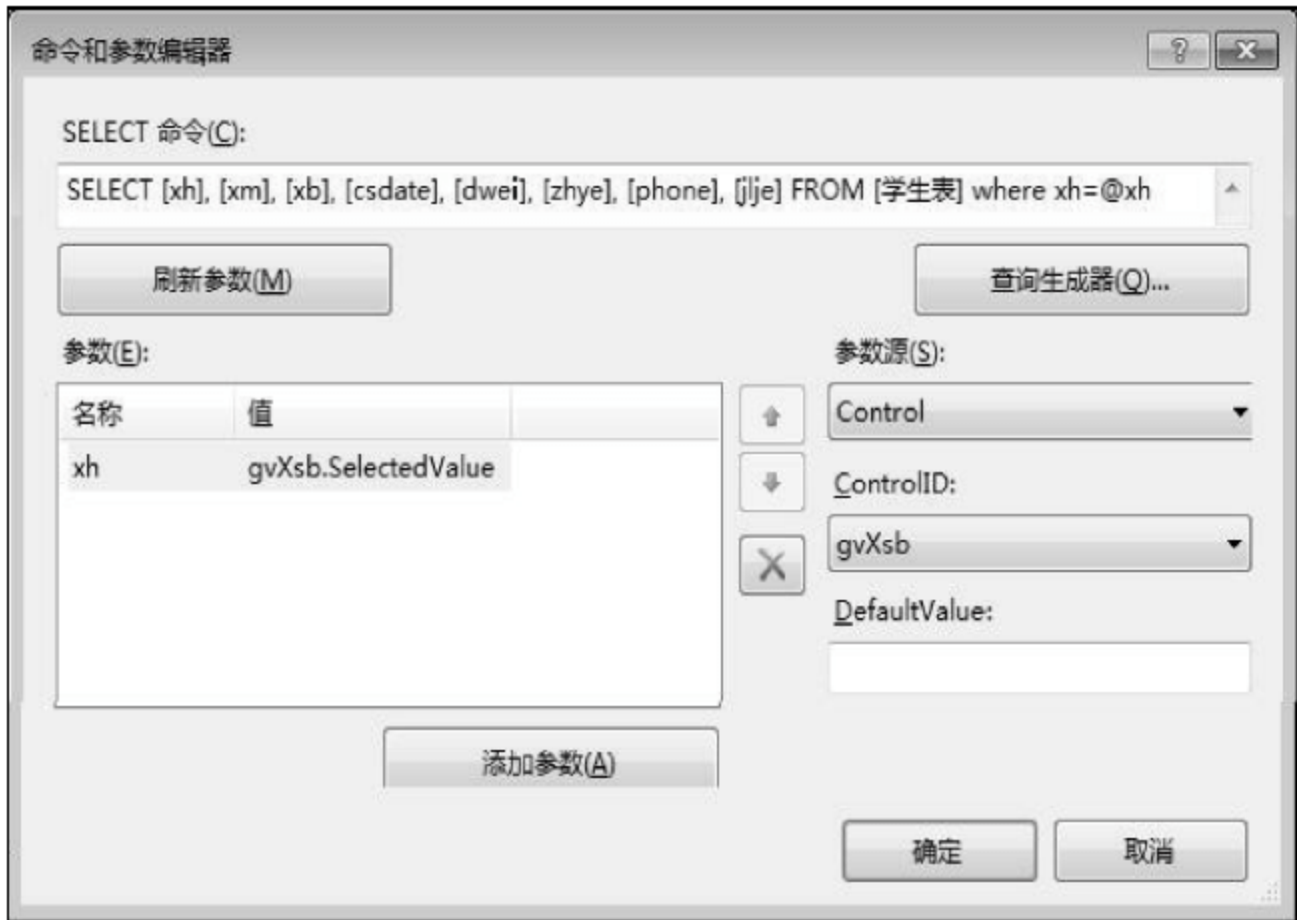 命令和参数编辑器
SELECT 命令(C):
SELECT [xh], [xm], [xb], [csdate], [dwei], [zhye], [phone], [jlje] FROM [学生表] where xh=@xh
刷新参数(M)
查询生成器(Q)...
参数(E):
参数源(S):
名称 值
Control
xh gvXsb.SelectedValue
ControlID:
gvXsb
DefaultValue:
添加参数(A)
确定 取消